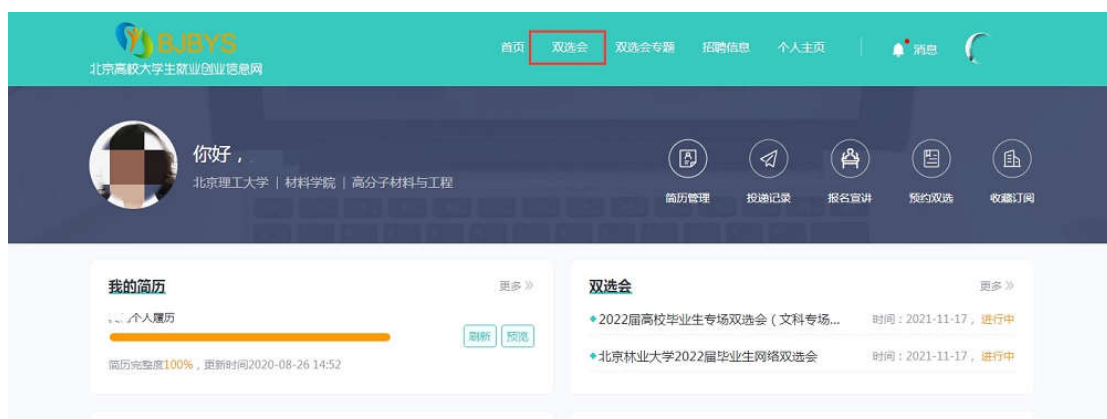 BJBYS
北京高校大学生就业创业信息网
首页 双选会 双选会专题 招聘信息 个人主页 消息
你好，
北京理工大学 | 材料学院 | 高分子材料与工程
简历管理 投递记录 报名宣讲 预约双选 收藏订阅
我的简历 更多》
个人履历
刷新 预览
简历完整度100%，更新时间2020-08-26 14:52
双选会 更多》
2022届高校毕业生专场双选会（文科专场... 时间：2021-11-17，进行中
北京林业大学2022届毕业生网络双选会 时间：2021-11-17，进行中